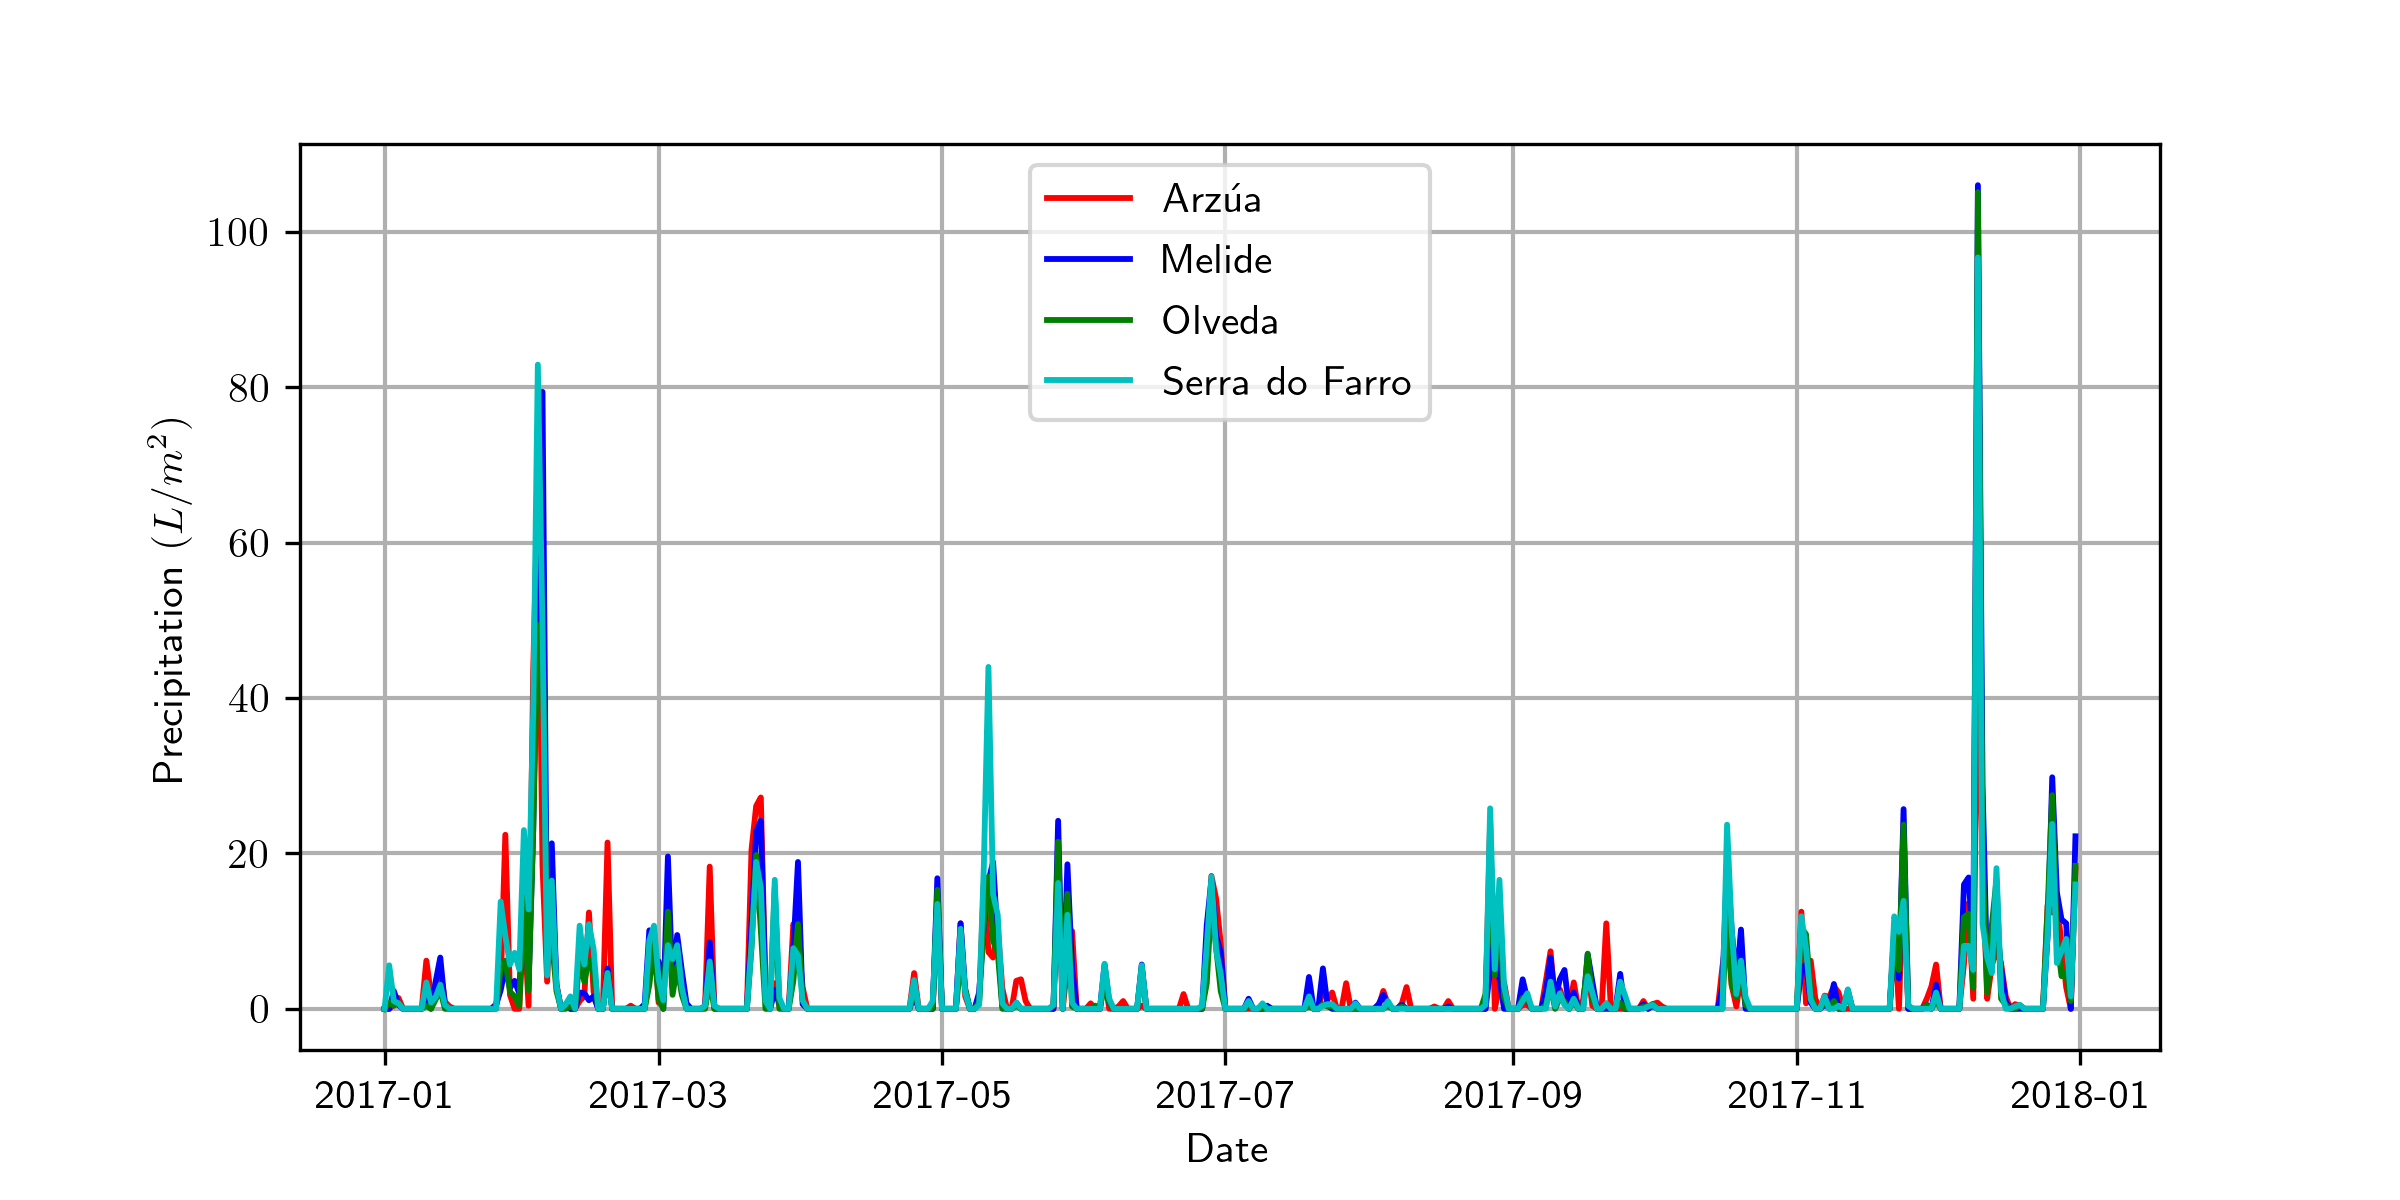 Arzúa
Melide
Olveda
Serra do Farro
100
80
60
40
20
0
Precipitation (L/m²)
2017-01 2017-03 2017-05 2017-07 2017-09 2017-11 2018-01
Date